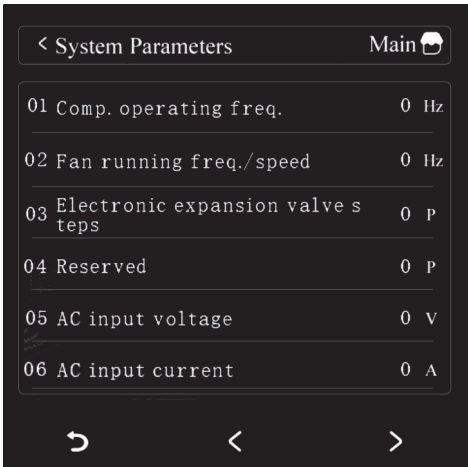 < System Parameters Main
01 Comp. operating freq. 0 Hz
02 Fan running freq./speed 0 Hz
03 Electronic expansion valve s
teps 0 P
04 Reserved 0 P
05 AC input voltage 0 V
06 AC input current 0 A